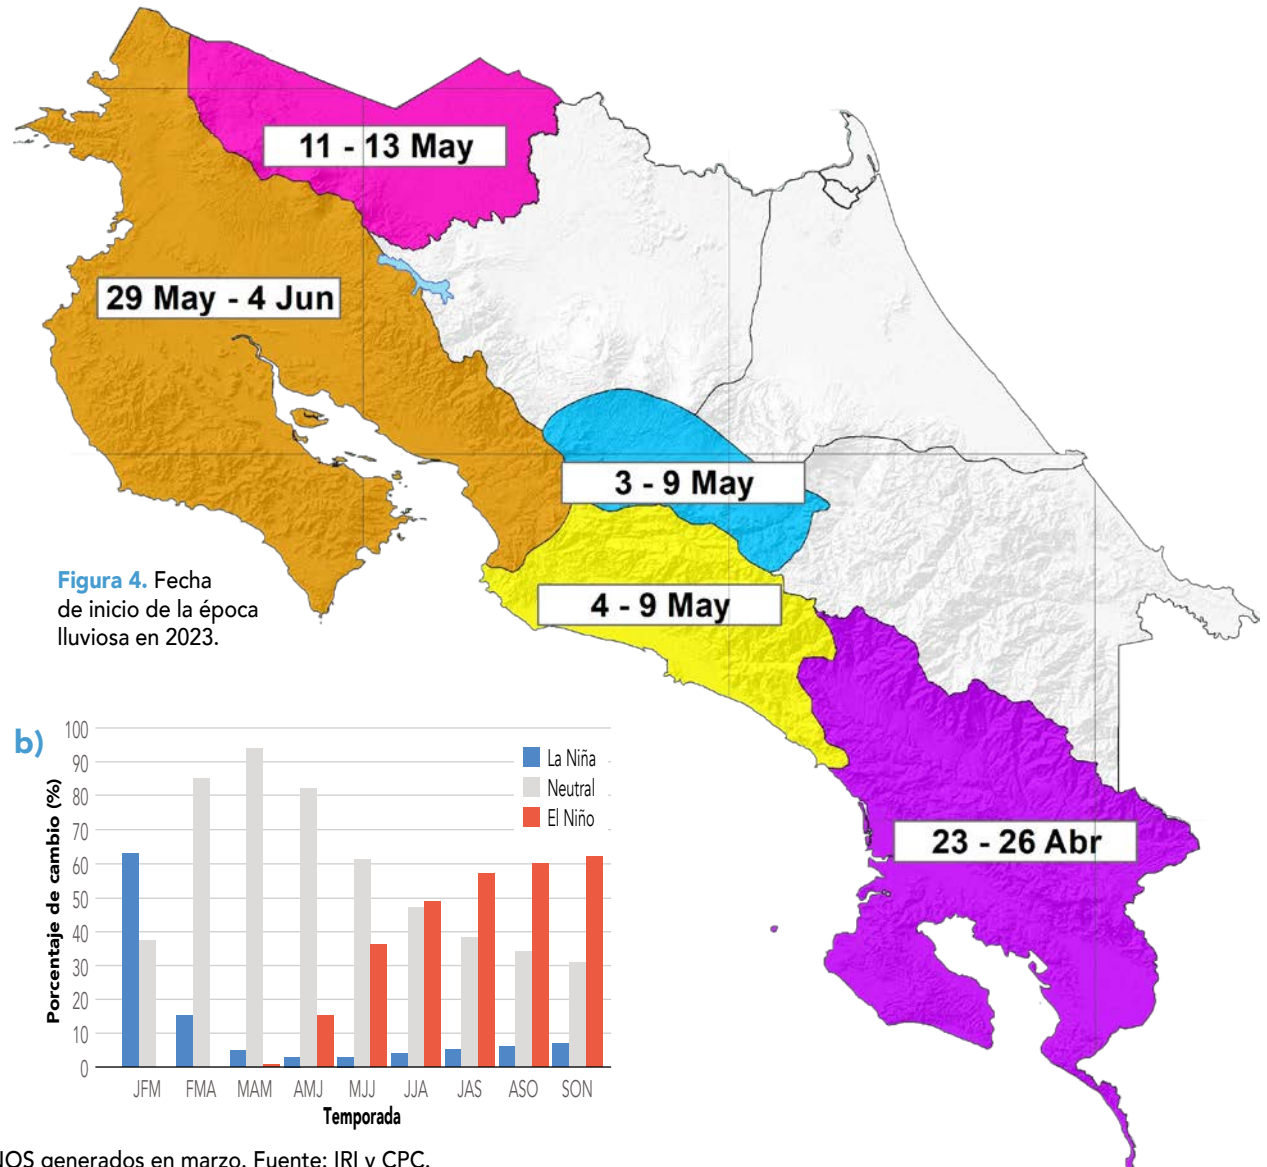 11 - 13 May
29 May - 4 Jun
3 - 9 May
4 - 9 May
23 - 26 Abr
Figura 4. Fecha
de inicio de la época
lluviosa en 2023.
b)
Porcentaje de cambio (%)
100
90
80
70
60
50
40
30
20
10
0
La Niña
Neutral
El Niño
JFM FMA MAM AMJ MJJ JJA JAS ASO SON
Temporada
NOS generados en marzo. Fuente: IRI y CPC.